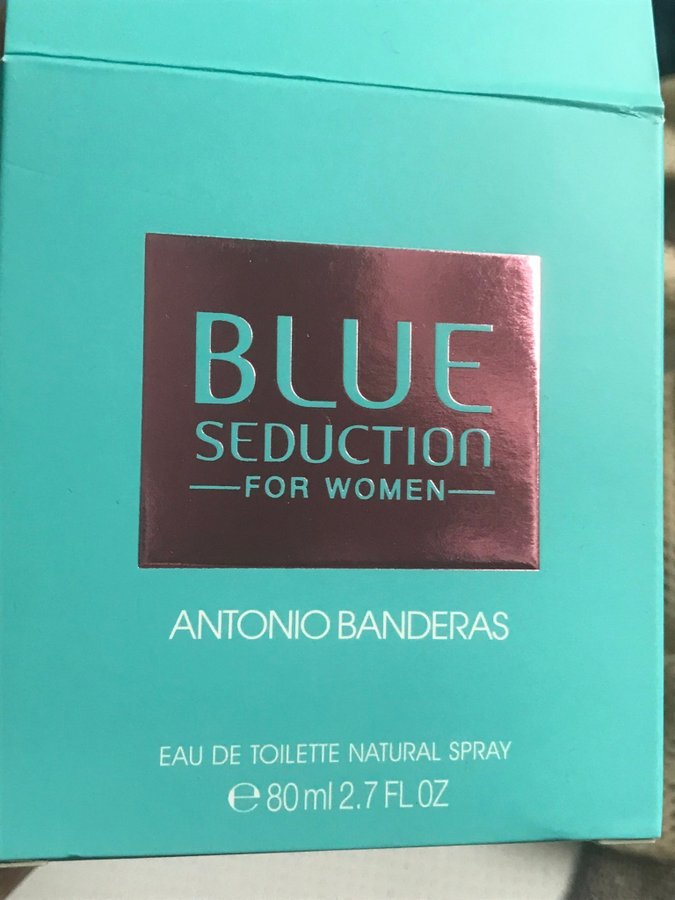 BLUE
SEDUCTION
FOR WOMEN
ANTONIO BANDERAS
EAU DE TOILETTE NATURAL SPRAY
℮ 80 ml 2.7 FL.OZ